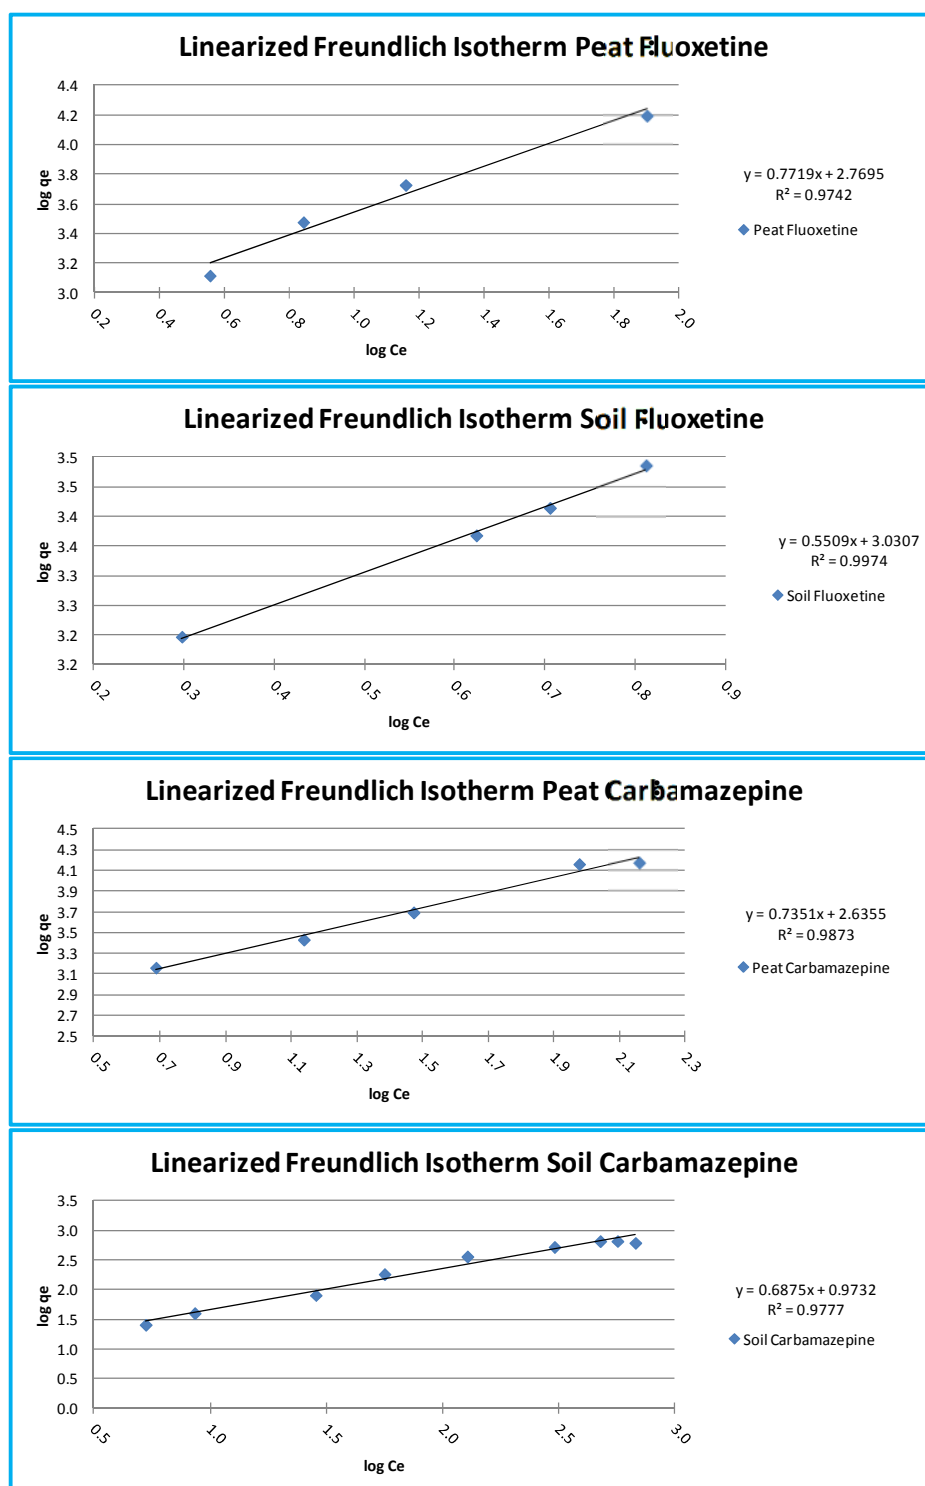 Linearized Freundlich Isotherm Peat Fluoxetine
4.4
4.2
4.0
3.8
3.6
3.4
3.2
3.0
log qe
0.2 0.4 0.6 0.8 1.0 1.2 1.4 1.6 1.8 2.0
log Ce
y = 0.7719x + 2.7695
R² = 0.9742
Peat Fluoxetine
Linearized Freundlich Isotherm Soil Fluoxetine
3.5
3.5
3.4
3.4
3.3
3.3
3.2
3.2
log qe
0.2 0.3 0.4 0.5 0.6 0.7 0.8 0.9
log Ce
y = 0.5509x + 3.0307
R² = 0.9974
Soil Fluoxetine
Linearized Freundlich Isotherm Peat Carbamazepine
4.5
4.3
4.1
3.9
3.7
3.5
3.3
3.1
2.9
2.7
2.5
log qe
0.5 0.7 0.9 1.1 1.3 1.5 1.7 1.9 2.1 2.3
log Ce
y = 0.7351x + 2.6355
R² = 0.9873
Peat Carbamazepine
Linearized Freundlich Isotherm Soil Carbamazepine
3.5
3.0
2.5
2.0
1.5
1.0
0.5
0.0
log qe
0.5 1.0 1.5 2.0 2.5 3.0
log Ce
y = 0.6875x + 0.9732
R² = 0.9777
Soil Carbamazepine